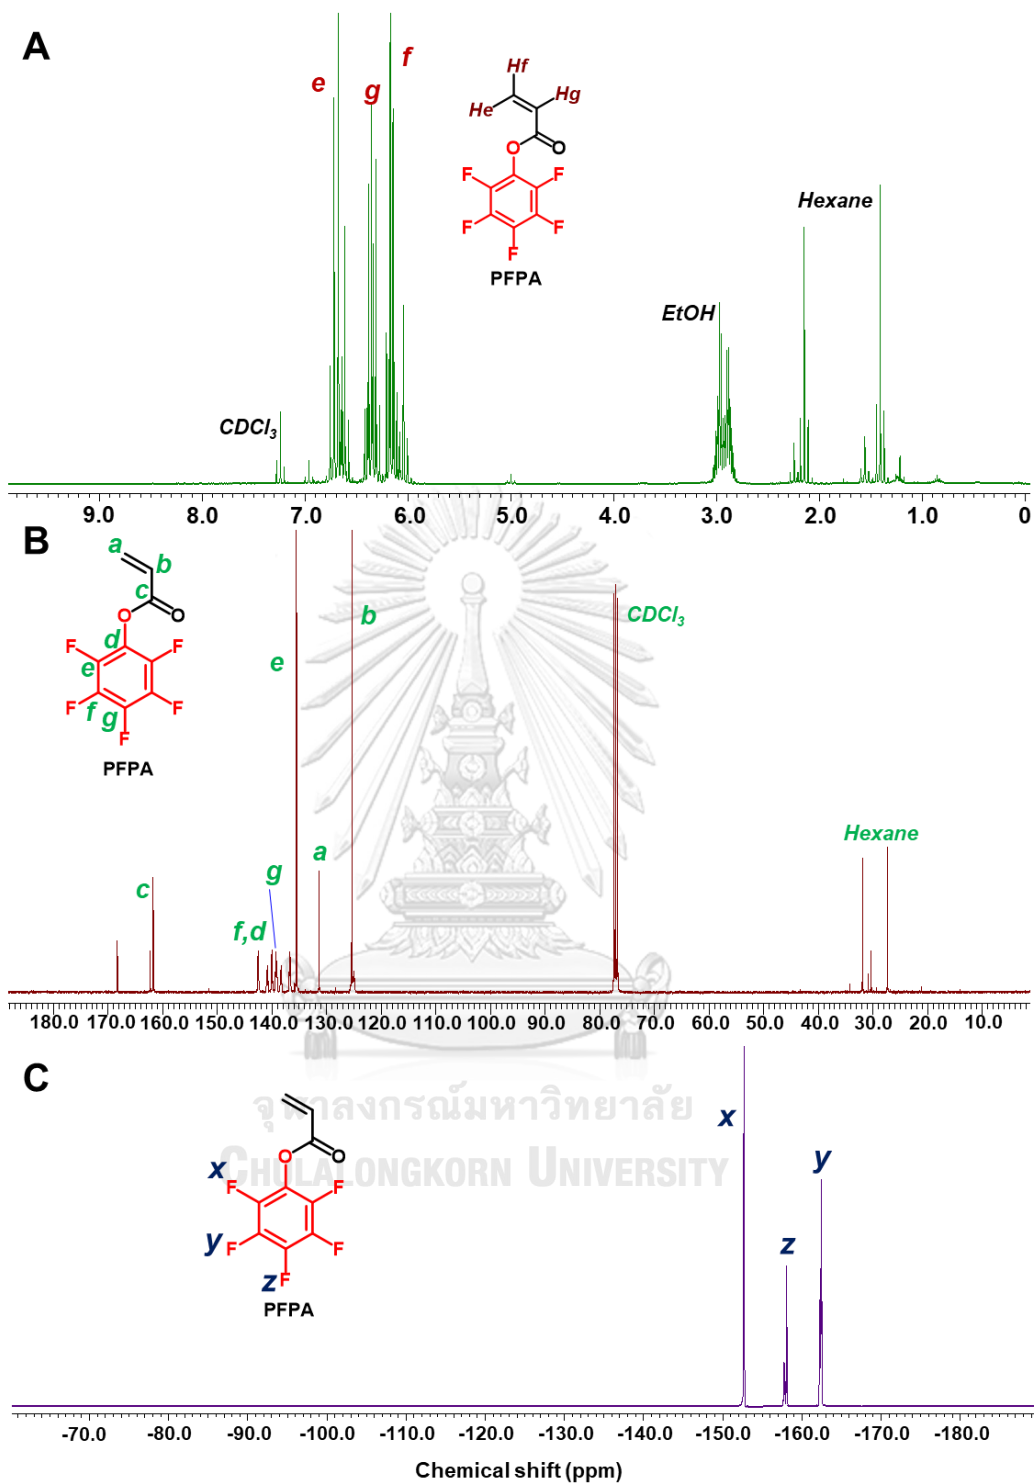 A
e
g
f
Hf
He
Hg
O
O
F
F
F
F
F
PFPA
Hexane
EtOH
CDCl3
9.0 8.0 7.0 6.0 5.0 4.0 3.0 2.0 1.0 0
B
a
b
c
O
O
d
F
F
e
F
f
g
F
F
PFPA
e
b
CDCl3
Hexane
c
f,d
g
a
180.0 170.0 160.0 150.0 140.0 130.0 120.0 110.0 100.0 90.0 80.0 70.0 60.0 50.0 40.0 30.0 20.0 10.0
C
จุฬาลงกรณ์มหาวิทยาลัย
CHULALONGKORN UNIVERSITY
O
O
x
F
F
y
F
F
z
F
PFPA
x
z
y
-70.0 -80.0 -90.0 -100.0 -110.0 -120.0 -130.0 -140.0 -150.0 -160.0 -170.0 -180.0
Chemical shift (ppm)